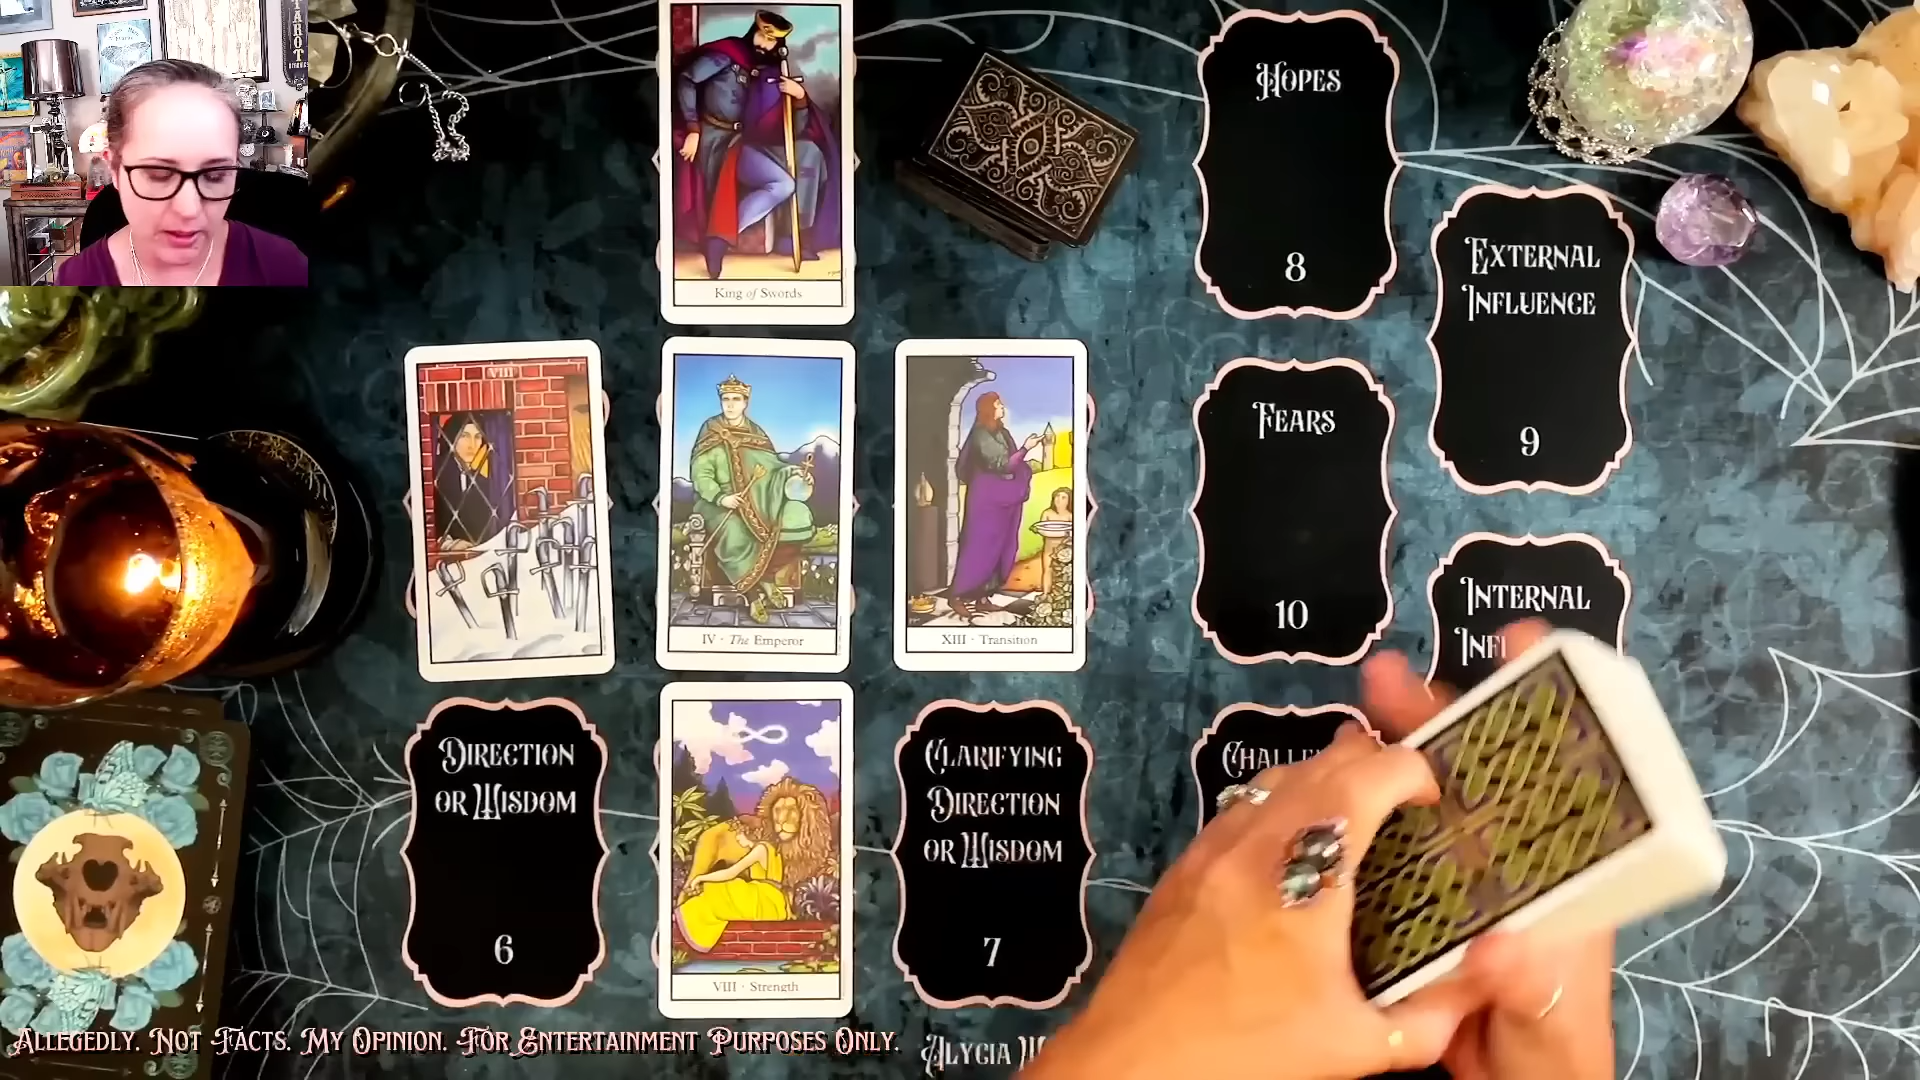 TAROT
King of Swords
HOPES
8
EXTERNAL
INFLUENCE
9
VIII
IV · The Emperor
XIII · Transition
FEARS
10
INTERNAL
DIRECTION
OR WISDOM
6
VIII · Strength
CLARIFYING
DIRECTION
OR WISDOM
7
ALLEGEDLY. NOT FACTS. MY OPINION. FOR ENTERTAINMENT PURPOSES ONLY.
ALYCIA